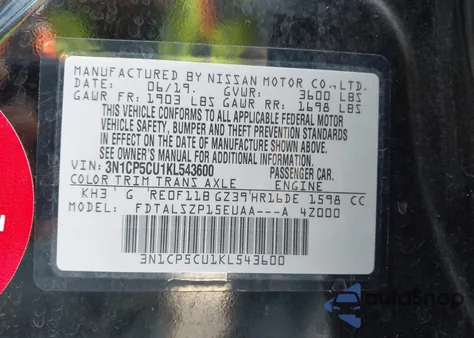 MANUFACTURED BY NISSAN MOTOR CO.,LTD.
DATE: 06/19. GVWR: 3600 LBS
GAWR FR: 1903 LBS GAWR RR: 1698 LBS
THIS VEHICLE CONFORMS TO ALL APPLICABLE FEDERAL MOTOR
VEHICLE SAFETY, BUMPER AND THEFT PREVENTION STANDARDS
IN EFFECT ON THE DATE OF MANUFACTURE SHOWN ABOVE.
SEE OWNER'S MANUAL FOR ADDITIONAL INFORMATION.
VIN: 3N1CP5CU1KL543600 PASSENGER CAR.
COLOR TRIM TRANS AXLE ENGINE
KH3 G RE0F11B GZ39 HR16DE 1598 CC
MODEL: FDTALSZP15EUAA---A 4Z000
3N1CP5CU1KL543600
autoSnap